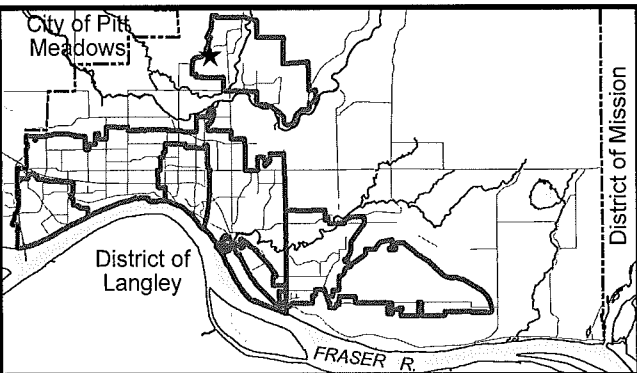 City of Pitt
Meadows
District of
Langley
FRASER R.
District of Mission